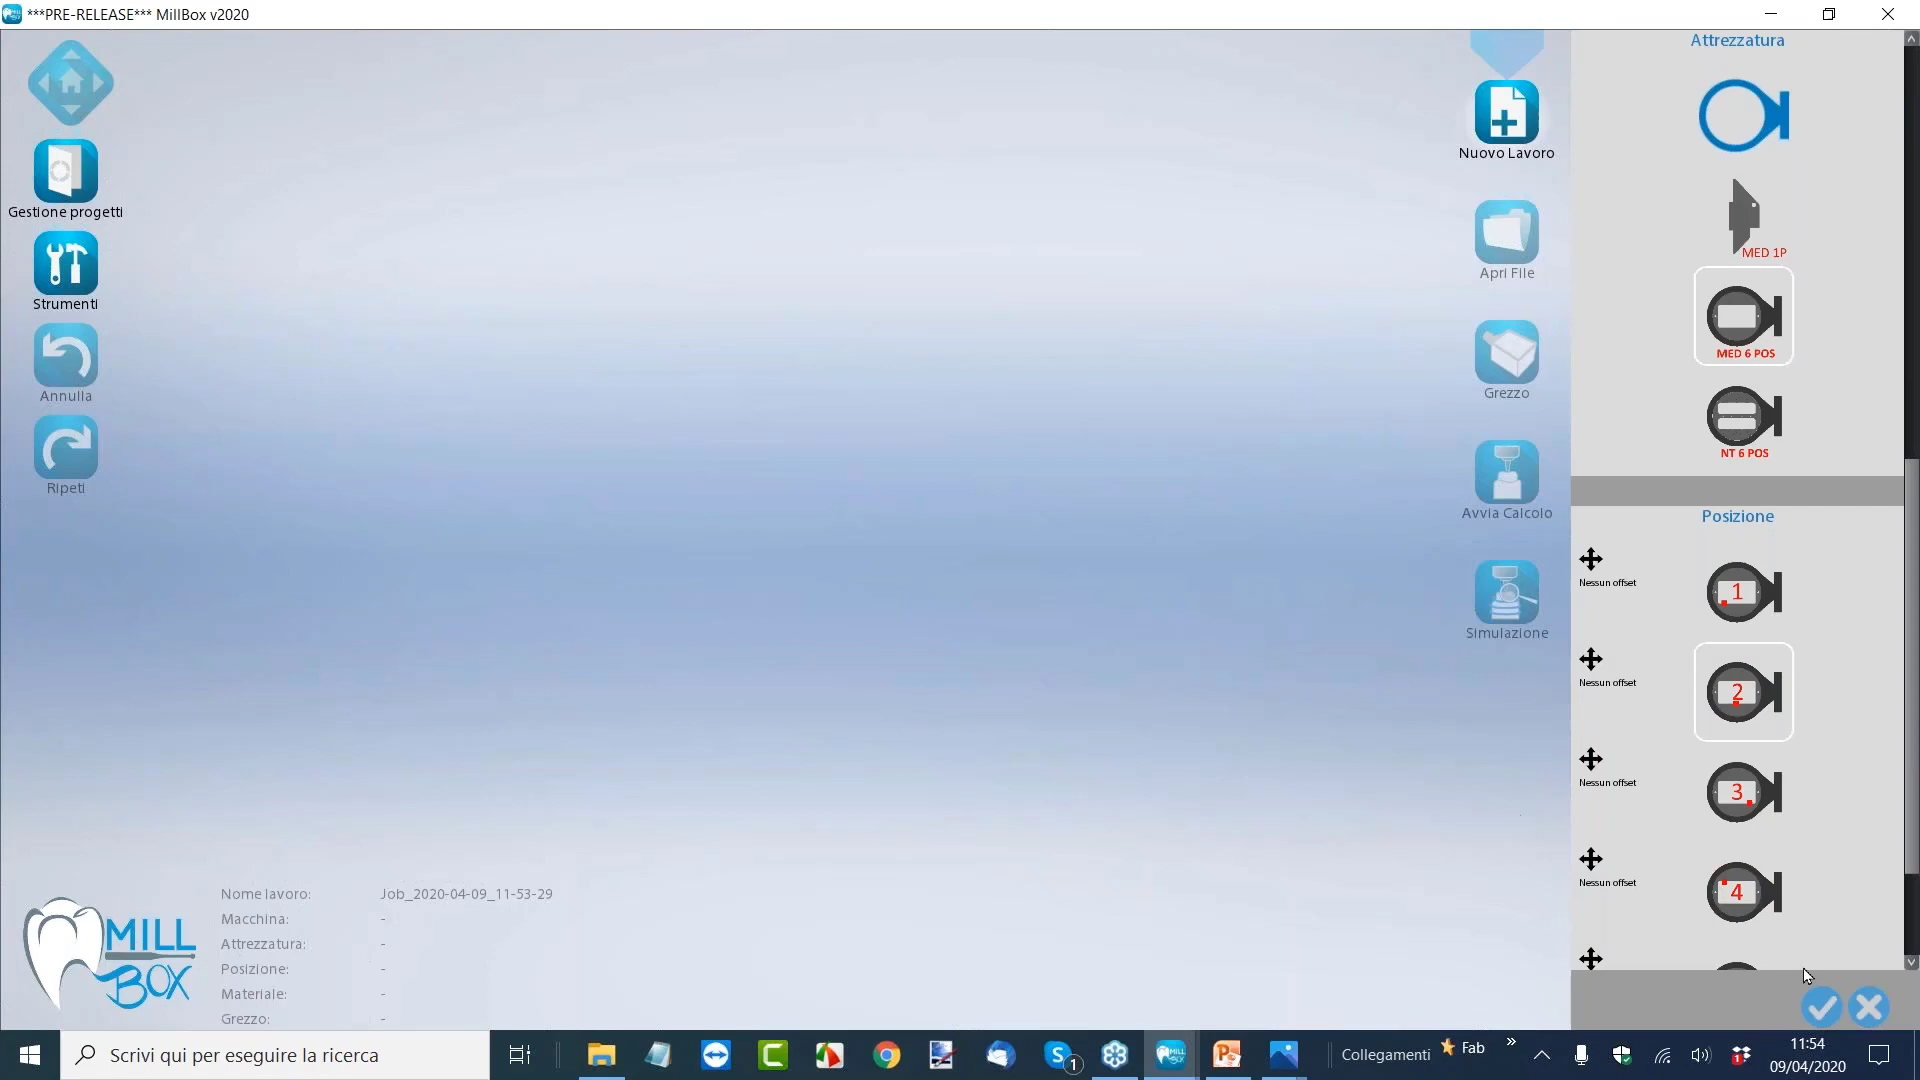 ***PRE-RELEASE*** MillBox v2020
Gestione progetti
Strumenti
Annulla
Ripeti
Nuovo Lavoro
Apri File
Grezzo
Avvia Calcolo
Simulazione
Attrezzatura
MED 1P
MED 6 POS
NT 6 POS
Posizione
Nessun offset
1
Nessun offset
2
Nessun offset
3
Nessun offset
4
MILL
BOX
Nome lavoro: Job_2020-04-09_11-53-29
Macchina: -
Attrezzatura: -
Posizione: -
Materiale: -
Grezzo: -
Scrivi qui per eseguire la ricerca
1
Collegamenti
Fab
11:54
09/04/2020